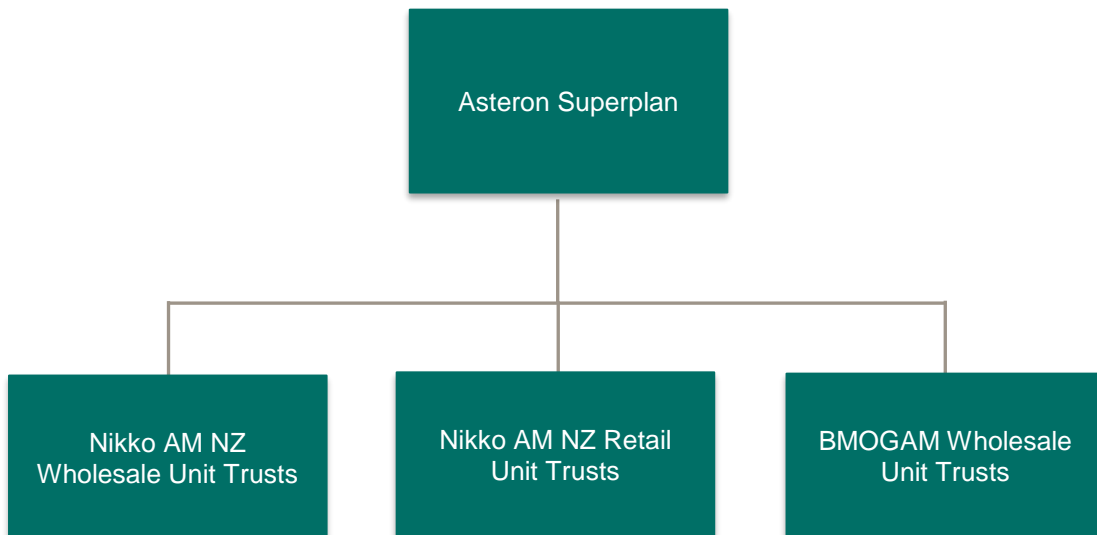 Asteron Superplan
Nikko AM NZ
Wholesale Unit Trusts
Nikko AM NZ Retail
Unit Trusts
BMOGAM Wholesale
Unit Trusts